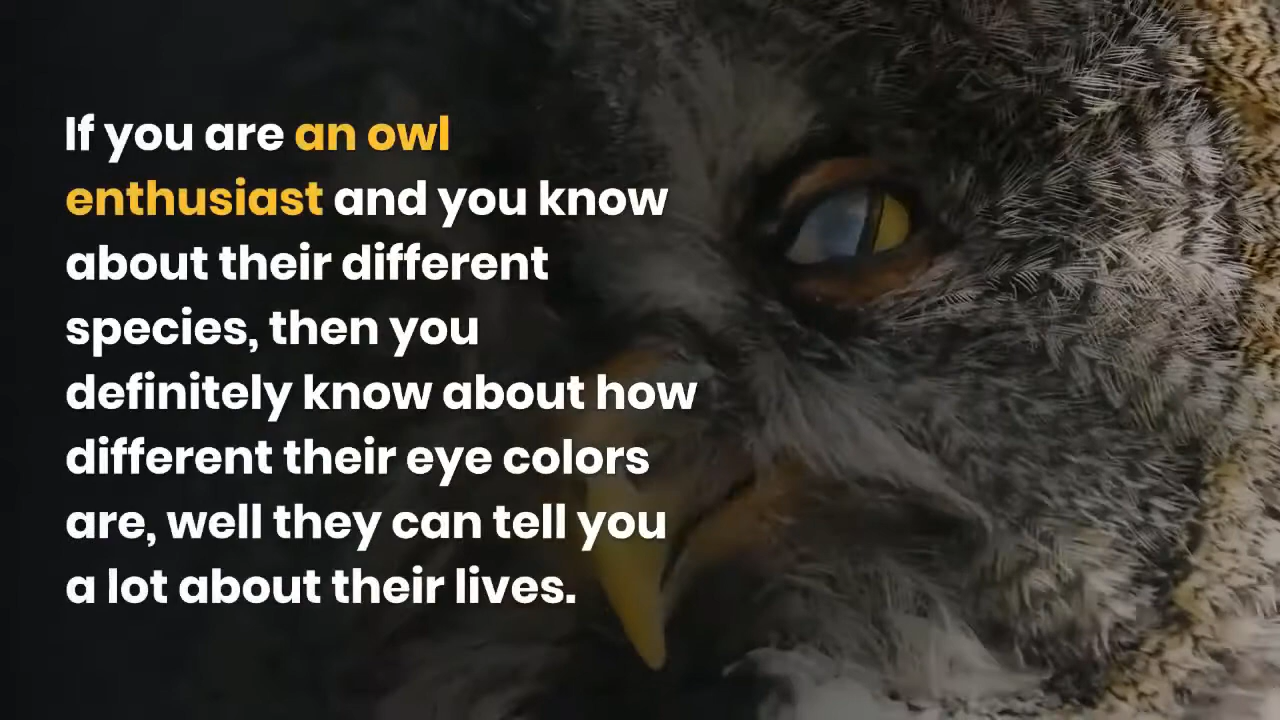 If you are an owl
enthusiast and you know
about their different
species, then you
definitely know about how
different their eye colors
are, well they can tell you
a lot about their lives.